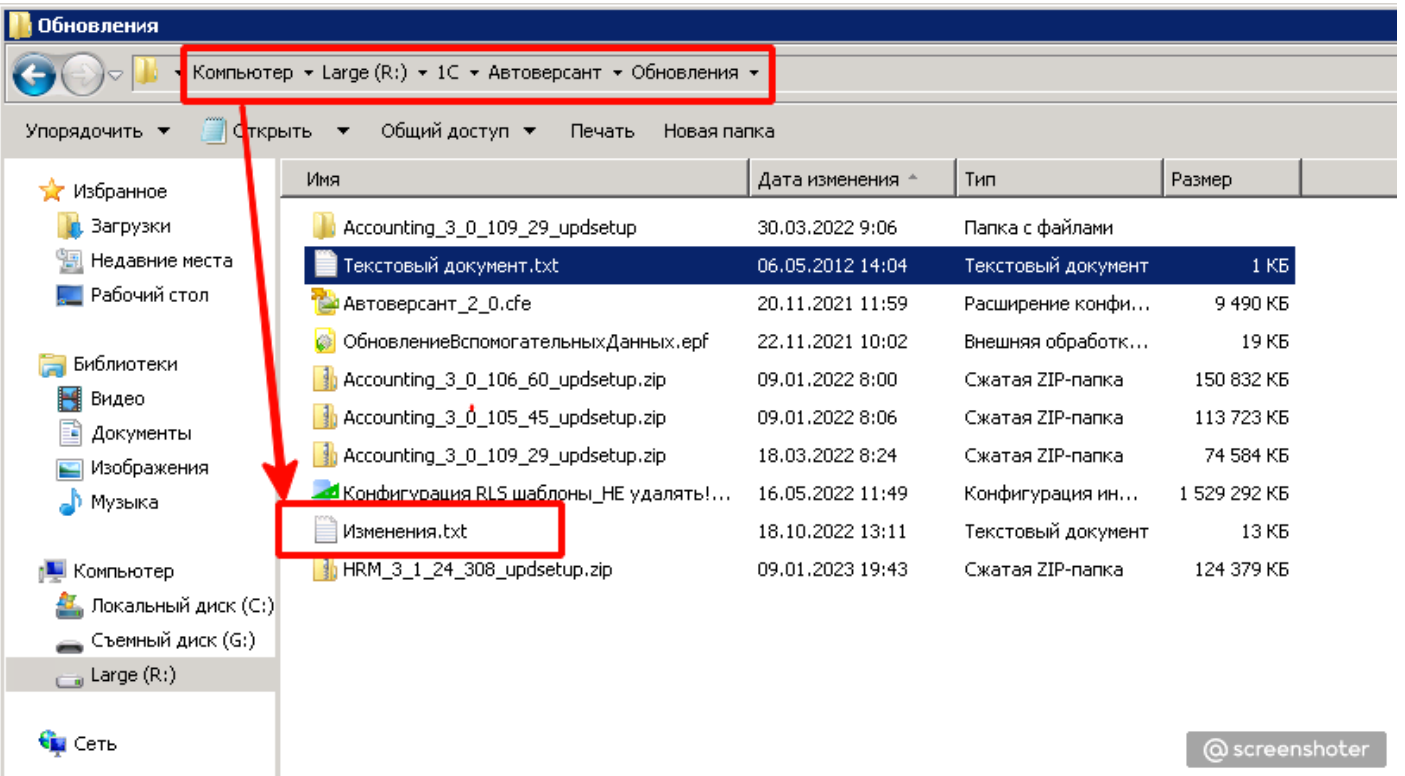 Обновления
Компьютер Large (R:) 1С Автоверсант Обновления
Упорядочить Открыть Общий доступ Печать Новая папка
Избранное
Загрузки
Недавние места
Рабочий стол
Библиотеки
Видео
Документы
Изображения
Музыка
Компьютер
Локальный диск (C:)
Съемный диск (G:)
Large (R:)
Сеть
Имя Дата изменения Тип Размер
Accounting_3_0_109_29_updsetup 30.03.2022 9:06 Папка с файлами
Текстовый документ.txt 06.05.2012 14:04 Текстовый документ 1 КБ
Автоверсант_2_0.cfe 20.11.2021 11:59 Расширение конфи... 9 490 КБ
ОбновлениеВспомогательныхДанных.epf 22.11.2021 10:02 Внешняя обработк... 19 КБ
Accounting_3_0_106_60_updsetup.zip 09.01.2022 8:00 Сжатая ZIP-папка 150 832 КБ
Accounting_3_0_105_45_updsetup.zip 09.01.2022 8:06 Сжатая ZIP-папка 113 723 КБ
Accounting_3_0_109_29_updsetup.zip 18.03.2022 8:24 Сжатая ZIP-папка 74 584 КБ
Конфигурация RLS шаблоны_НЕ удалять!... 16.05.2022 11:49 Конфигурация ин... 1 529 292 КБ
Изменения.txt 18.10.2022 13:11 Текстовый документ 13 КБ
HRM_3_1_24_308_updsetup.zip 09.01.2023 19:43 Сжатая ZIP-папка 124 379 КБ
@screenshoter